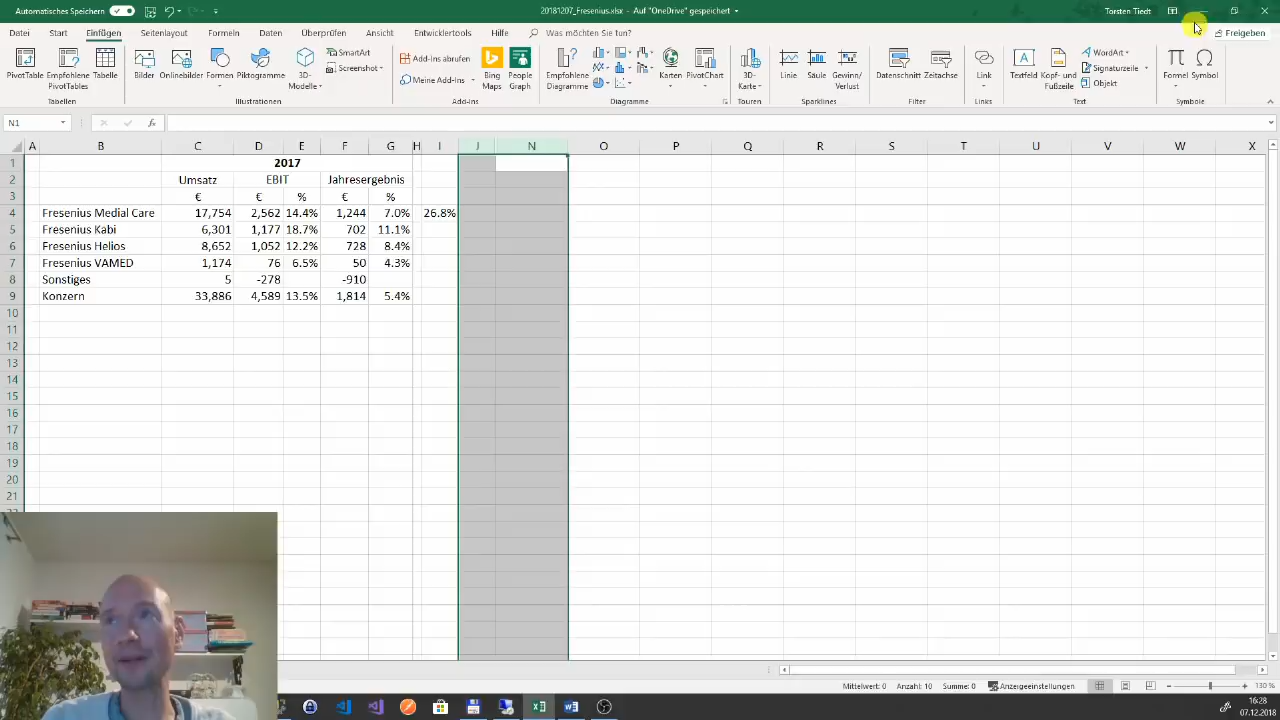 Automatisches Speichern
20181207_Fresenius.xlsx - Auf "OneDrive" gespeichert
Torsten Tiedt
Datei Start Einfügen Seitenlayout Formeln Daten Überprüfen Ansicht Entwicklertools Hilfe Was möchten Sie tun? Freigeben
PivotTable Empfohlene PivotTables Tabelle
Tabellen
Bilder Onlinebilder Formen Piktogramme 3D-Modelle
SmartArt
Screenshot
Illustrationen
Add-Ins abrufen
Meine Add-Ins
Bing Maps People Graph
Add-Ins
Empfohlene Diagramme Karten PivotChart
Diagramme
3D-Karte
Touren
Linie Säule Gewinn/Verlust
Sparklines
Datenschnitt Zeitachse
Filter
Link
Links
Textfeld Kopf- und Fußzeile
WordArt
Signaturzeile
Objekt
Text
Formel Symbol
Symbole
N1 fx
A B C D E F G H I J N O P Q R S T U V W X
1 2017
2 Umsatz EBIT Jahresergebnis
3 € € % € %
4 Fresenius Medial Care 17,754 2,562 14.4% 1,244 7.0% 26.8%
5 Fresenius Kabi 6,301 1,177 18.7% 702 11.1%
6 Fresenius Helios 8,652 1,052 12.2% 728 8.4%
7 Fresenius VAMED 1,174 76 6.5% 50 4.3%
8 Sonstiges 5 -278 -910
9 Konzern 33,886 4,589 13.5% 1,814 5.4%
10
11
12
13
14
15
16
17
18
19
20
21
Mittelwert: 0 Anzahl: 10 Summe: 0 Anzeigeeinstellungen 130 %
16:28
07.12.2018